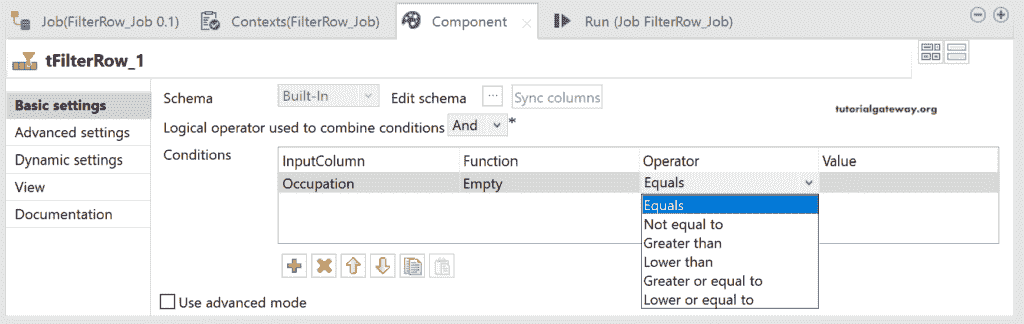 Job(FilterRow_Job 0.1) Contexts(FilterRow_Job) Component Run (Job FilterRow_Job)
tFilterRow_1
Basic settings
Advanced settings
Dynamic settings
View
Documentation
Schema Built-In Edit schema ... Sync columns
tutorialgateway.org
Logical operator used to combine conditions And *
Conditions
InputColumn Function Operator Value
Occupation Empty Equals
Equals
Not equal to
Greater than
Lower than
Greater or equal to
Lower or equal to
Use advanced mode